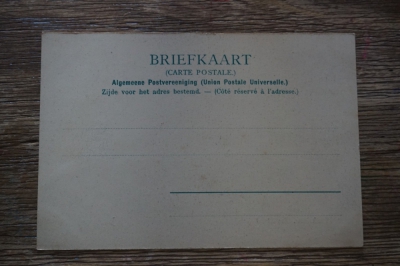 BRIEFKAART
(CARTE POSTALE.)
Algemeene Postvereeniging (Union Postale Universelle.)
Zijde voor het adres bestemd. — (Côté réservé à l'adresse.)